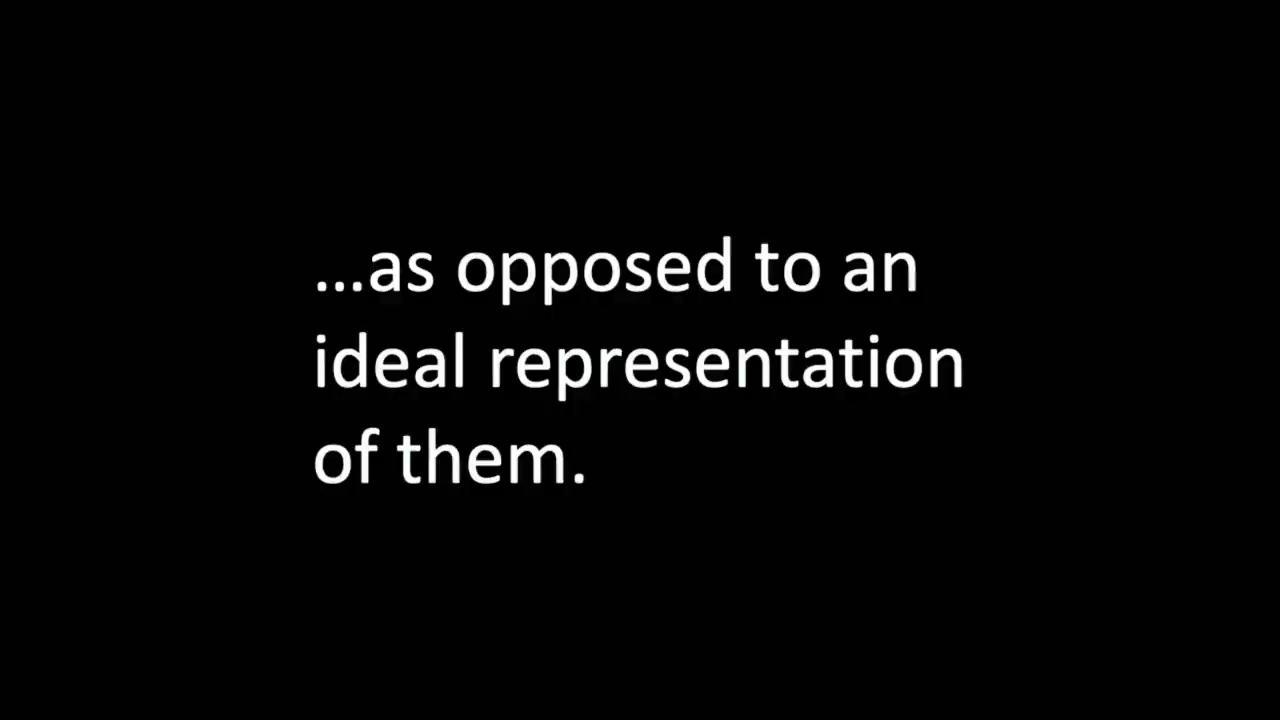 ...as opposed to an
ideal representation
of them.